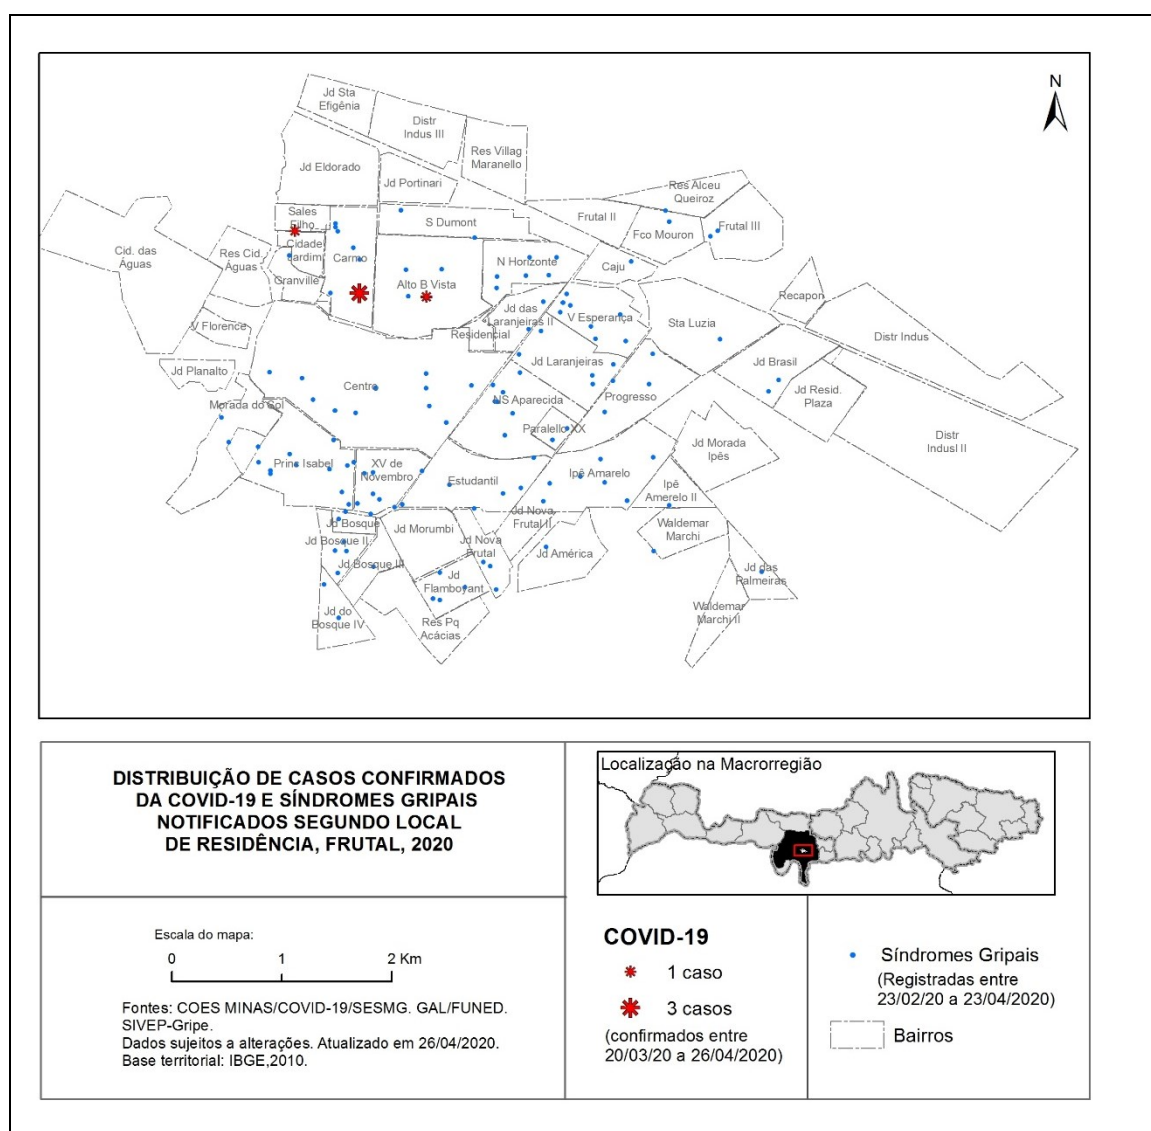 N
Jd Sta
Efigênia
Distr
Indus III
Res Villag
Maranello
Jd Eldorado
Jd Portinari
Res Alceu
Queiroz
Sales
Filho
S Dumont
Frutal II
Fco Mouron
Frutal III
Cid. das
Águas
Res Cid.
Águas
Cidade
Jardim
Carmo
N Horizonte
Caju
Granville
Alto B Vista
Recapon
V Florence
Jd das
Laranjeiras II
Residencial
V Esperança
Sta Luzia
Distr Indus
Jd Planalto
Centro
Jd Laranjeiras
Jd Brasil
Jd Resid.
Plaza
Morada do Sol
NS Aparecida
Progresso
Paralello XX
Jd Morada
Ipês
Distr
Indusl II
Princ Isabel
XV de
Novembro
Estudantil
Ipê Amarelo
Ipê
Amerelo II
Jd Bosque
Jd Morumbi
Jd Nova
Frutal II
Waldemar
Marchi
Jd Bosque II
Jd Nova
Frutal
Jd América
Jd Bosque III
Jd
Flamboyant
Jd das
Palmeiras
Jd do
Bosque IV
Res Pq
Acácias
Waldemar
Marchi II
DISTRIBUIÇÃO DE CASOS CONFIRMADOS
DA COVID-19 E SÍNDROMES GRIPAIS
NOTIFICADOS SEGUNDO LOCAL
DE RESIDÊNCIA, FRUTAL, 2020
Localização na Macrorregião
Escala do mapa:
0 1 2 Km
Fontes: COES MINAS/COVID-19/SESMG. GAL/FUNED.
SIVEP-Gripe.
Dados sujeitos a alterações. Atualizado em 26/04/2020.
Base territorial: IBGE,2010.
COVID-19
1 caso
3 casos
(confirmados entre
20/03/20 a 26/04/2020)
Síndromes Gripais
(Registradas entre
23/02/20 a 23/04/2020)
Bairros